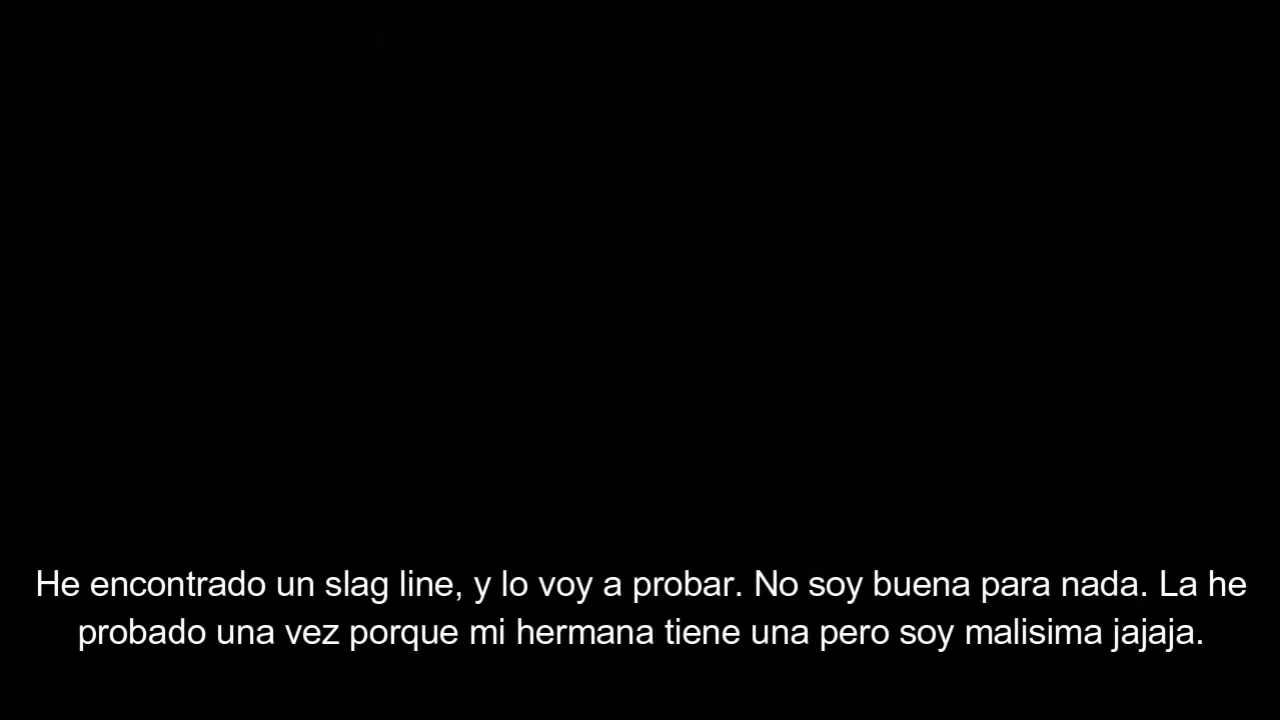 He encontrado un slag line, y lo voy a probar. No soy buena para nada. La he
probado una vez porque mi hermana tiene una pero soy malisima jajaja.